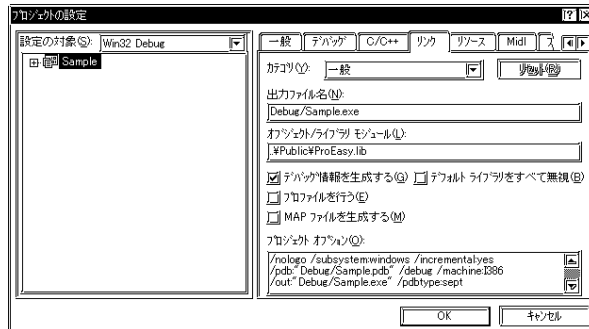 プロジェクトの設定
設定の対象(S): Win32 Debug
Sample
一般 デバッグ C/C++ リンク リソース Midl ブ
カテゴリ(Y): 一般 リセット(R)
出力ファイル名(N):
Debug/Sample.exe
オブジェクト/ライブラリ モジュール(L):
..¥Public¥ProEasy.lib
デバッグ情報を生成する(G) デフォルト ライブラリをすべて無視(B)
プロファイルを行う(E)
MAP ファイルを生成する(M)
プロジェクト オプション(O):
/nologo /subsystem:windows /incremental:yes
/pdb:"Debug/Sample.pdb" /debug /machine:I386
/out:"Debug/Sample.exe" /pdbtype:sept
OK キャンセル